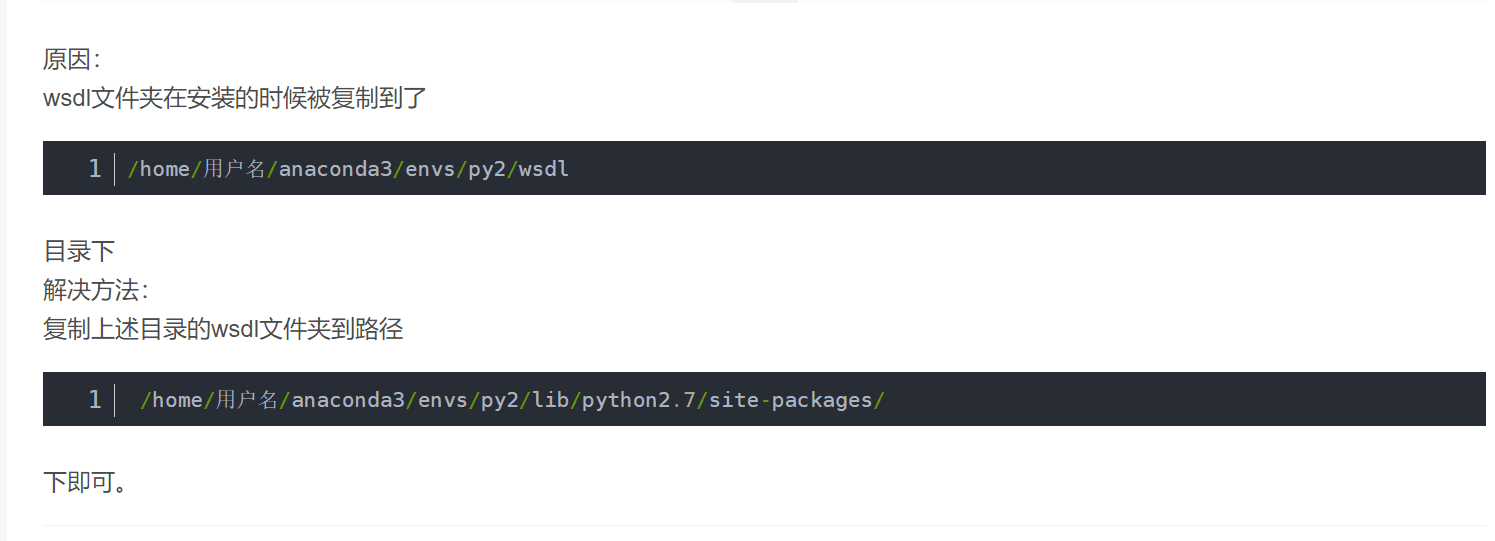 原因：
wsdl文件夹在安装的时候被复制到了
1 /home/用户名/anaconda3/envs/py2/wsdl
目录下
解决方法：
复制上述目录的wsdl文件夹到路径
1 /home/用户名/anaconda3/envs/py2/lib/python2.7/site-packages/
下即可。